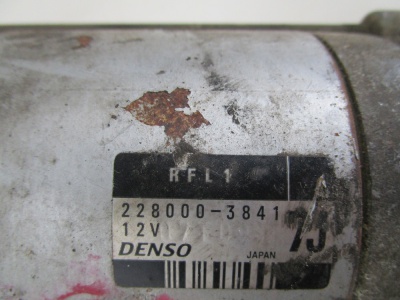 RFL1
228000-3841
12V
DENSO
JAPAN
7J